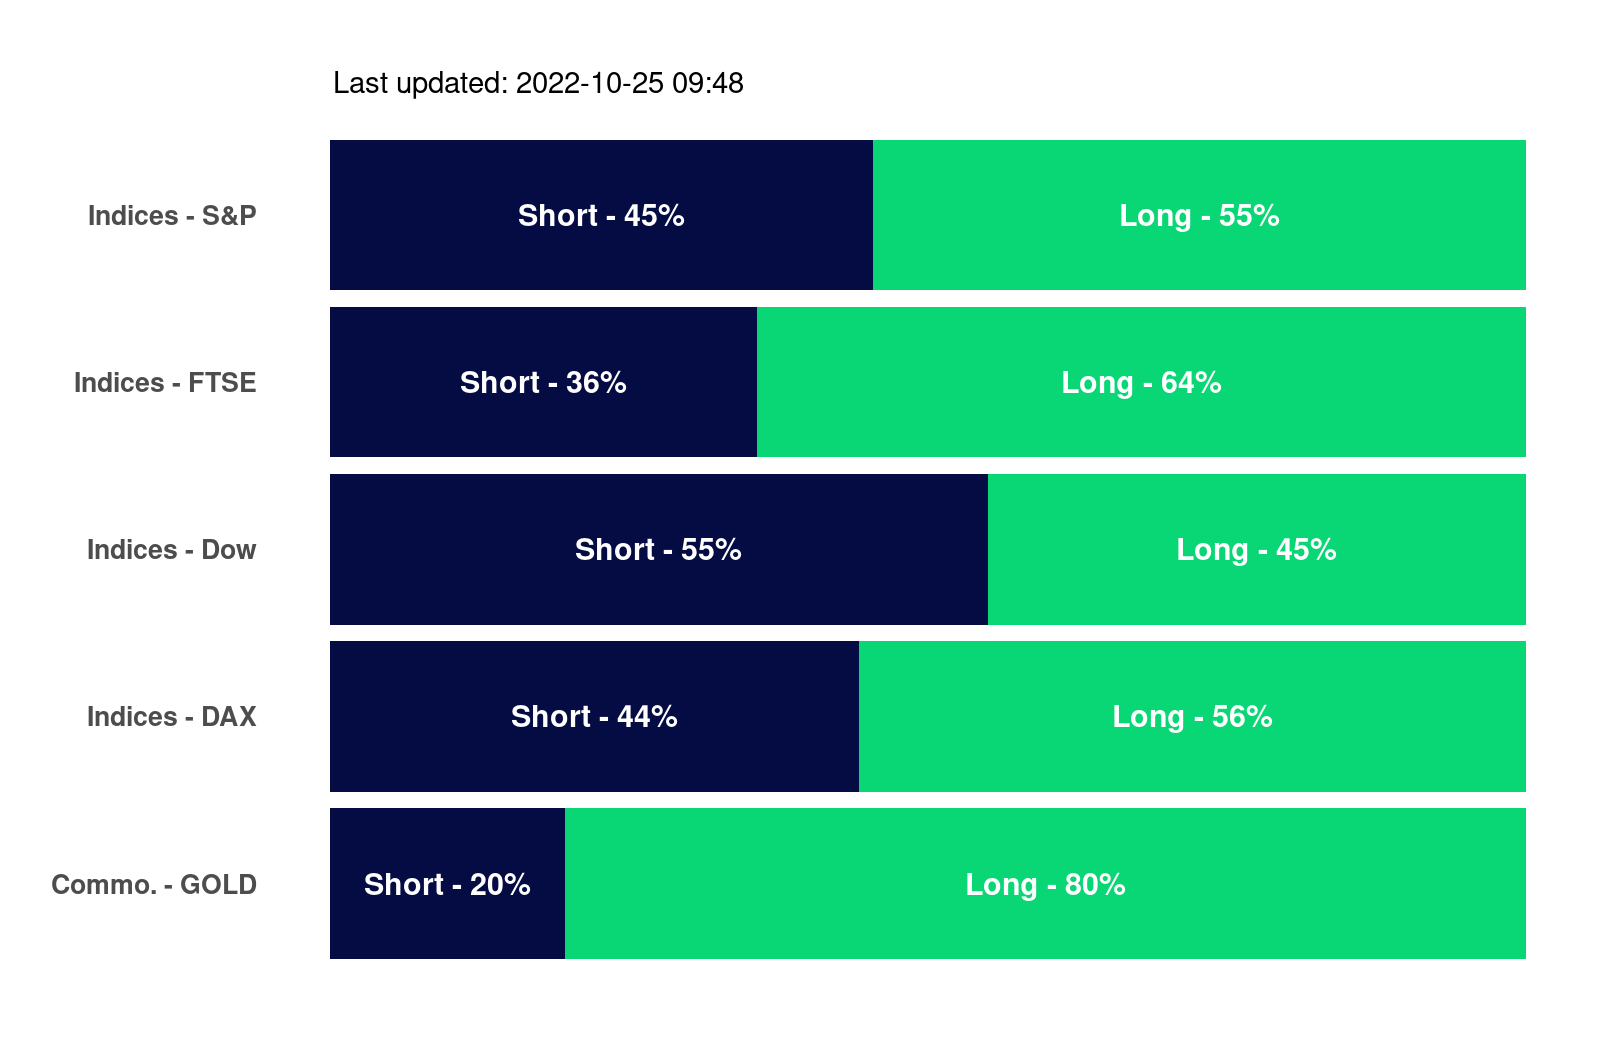 Last updated: 2022-10-25 09:48
Indices - S&P Short - 45% Long - 55%
Indices - FTSE Short - 36% Long - 64%
Indices - Dow Short - 55% Long - 45%
Indices - DAX Short - 44% Long - 56%
Commo. - GOLD Short - 20% Long - 80%